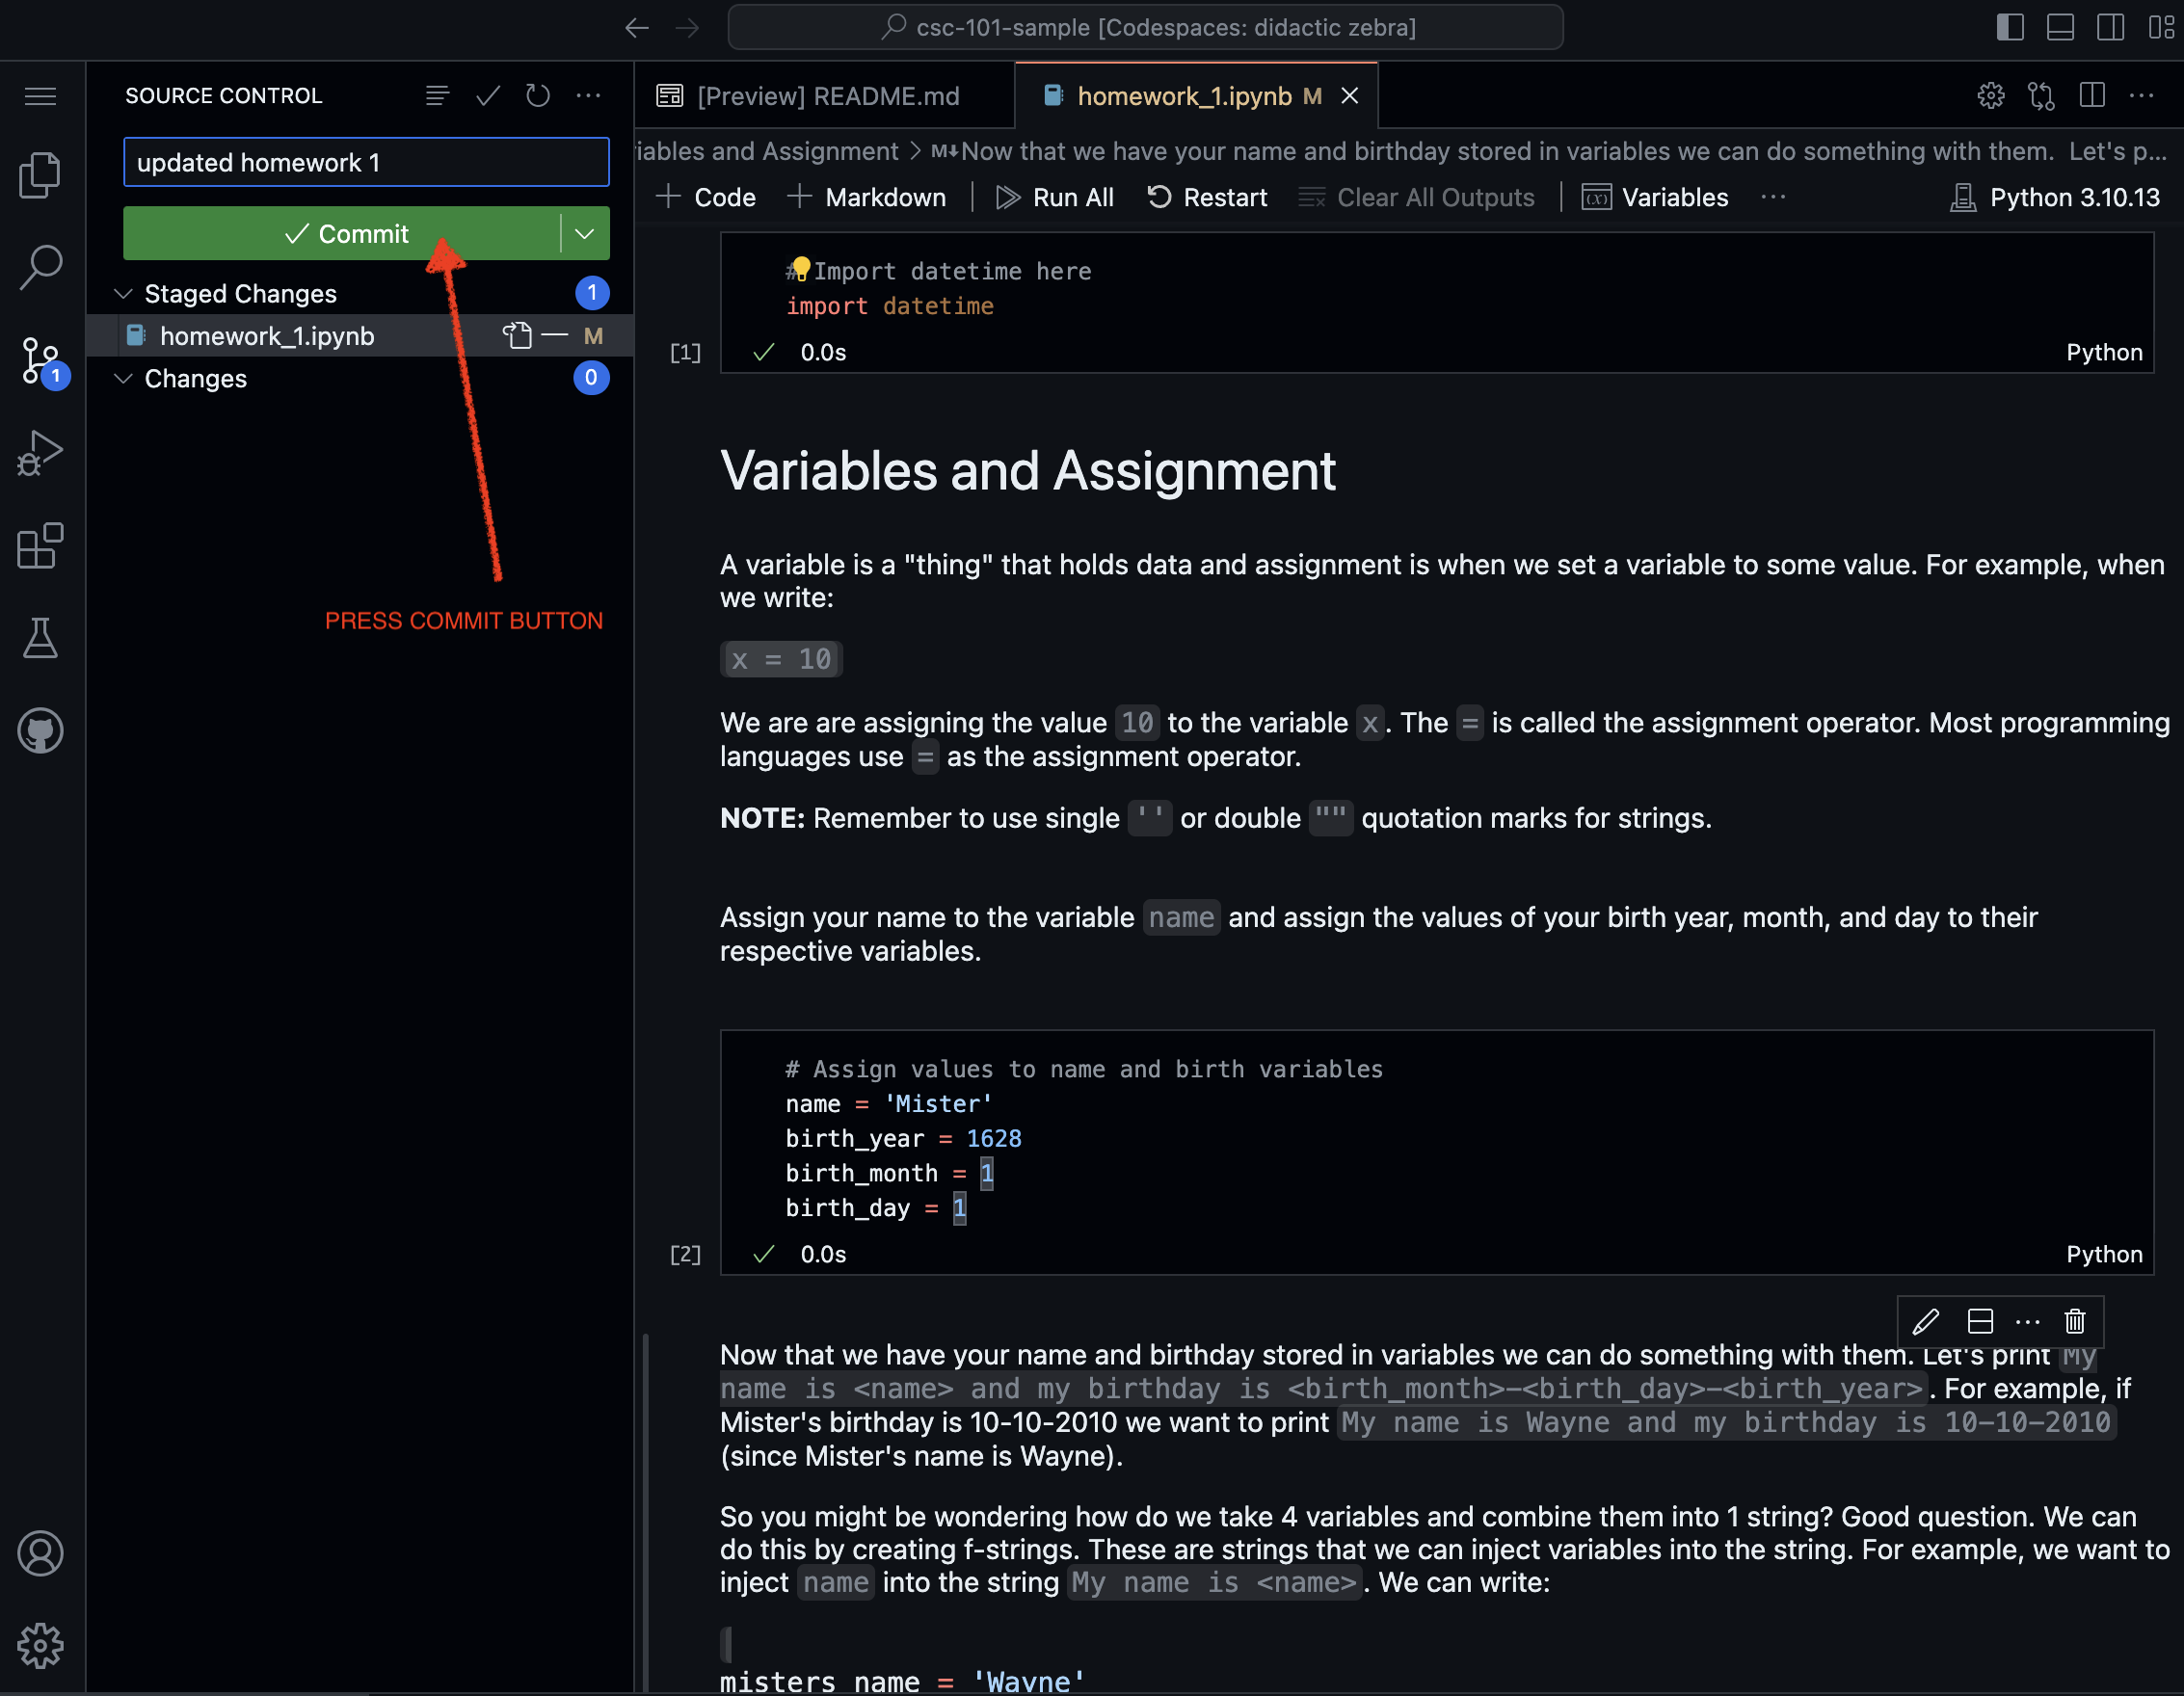 csc-101-sample [Codespaces: didactic zebra]
SOURCE CONTROL
updated homework 1
Commit
Staged Changes
1
homework_1.ipynb
M
Changes
0
1
PRESS COMMIT BUTTON
[Preview] README.md
homework_1.ipynb M
iables and Assignment > M↓Now that we have your name and birthday stored in variables we can do something with them. Let's p...
Code
Markdown
Run All
Restart
Clear All Outputs
Variables
Python 3.10.13
# Import datetime here
import datetime
[1]
0.0s
Python
Variables and Assignment
A variable is a "thing" that holds data and assignment is when we set a variable to some value. For example, when
we write:
x = 10
We are are assigning the value 10 to the variable x. The = is called the assignment operator. Most programming
languages use = as the assignment operator.
NOTE: Remember to use single '' or double "" quotation marks for strings.
Assign your name to the variable name and assign the values of your birth year, month, and day to their
respective variables.
# Assign values to name and birth variables
name = 'Mister'
birth_year = 1628
birth_month = 1
birth_day = 1
[2]
0.0s
Python
Now that we have your name and birthday stored in variables we can do something with them. Let's print My
name is <name> and my birthday is <birth_month>-<birth_day>-<birth_year>. For example, if
Mister's birthday is 10-10-2010 we want to print My name is Wayne and my birthday is 10-10-2010
(since Mister's name is Wayne).
So you might be wondering how do we take 4 variables and combine them into 1 string? Good question. We can
do this by creating f-strings. These are strings that we can inject variables into the string. For example, we want to
inject name into the string My name is <name>. We can write:
misters_name = 'Wayne'